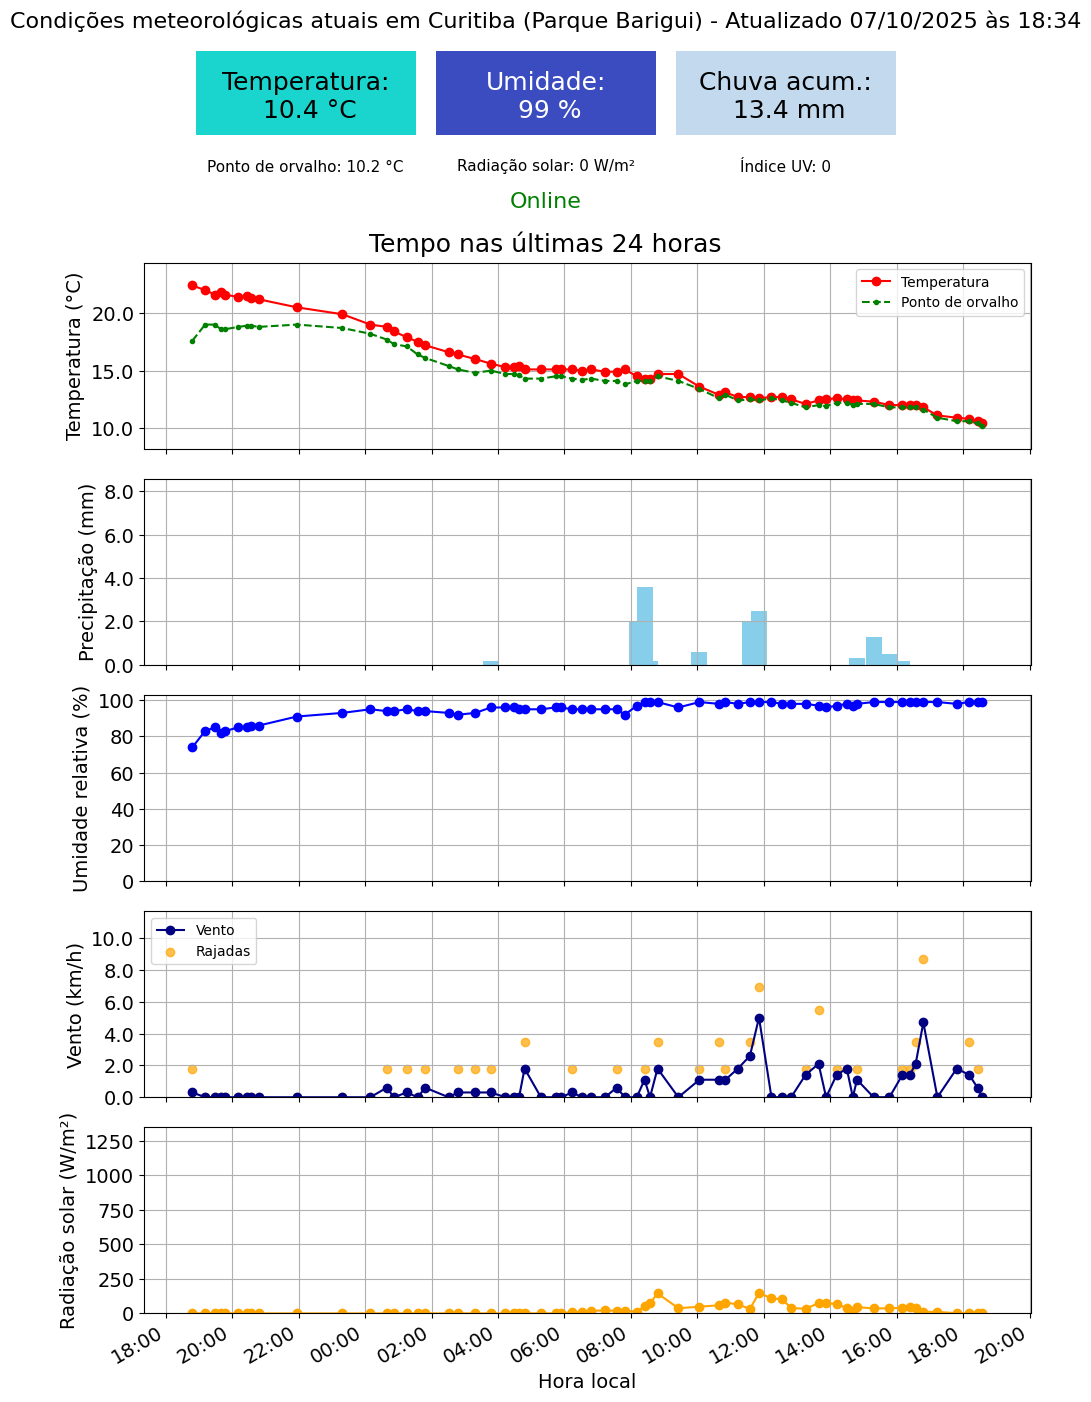 Condições meteorológicas atuais em Curitiba (Parque Barigui) - Atualizado 07/10/2025 às 18:34
Temperatura:
10.4 °C
Umidade:
99 %
Chuva acum.:
13.4 mm
Ponto de orvalho: 10.2 °C
Radiação solar: 0 W/m²
Índice UV: 0
Online
Tempo nas últimas 24 horas
Temperatura (°C)
20.0
15.0
10.0
Temperatura
Ponto de orvalho
Precipitação (mm)
8.0
6.0
4.0
2.0
0.0
Umidade relativa (%)
100
80
60
40
20
0
Vento (km/h)
10.0
8.0
6.0
4.0
2.0
0.0
Vento
Rajadas
Radiação solar (W/m²)
1250
1000
750
500
250
0
18:00
20:00
22:00
00:00
02:00
04:00
06:00
08:00
10:00
12:00
14:00
16:00
18:00
20:00
Hora local